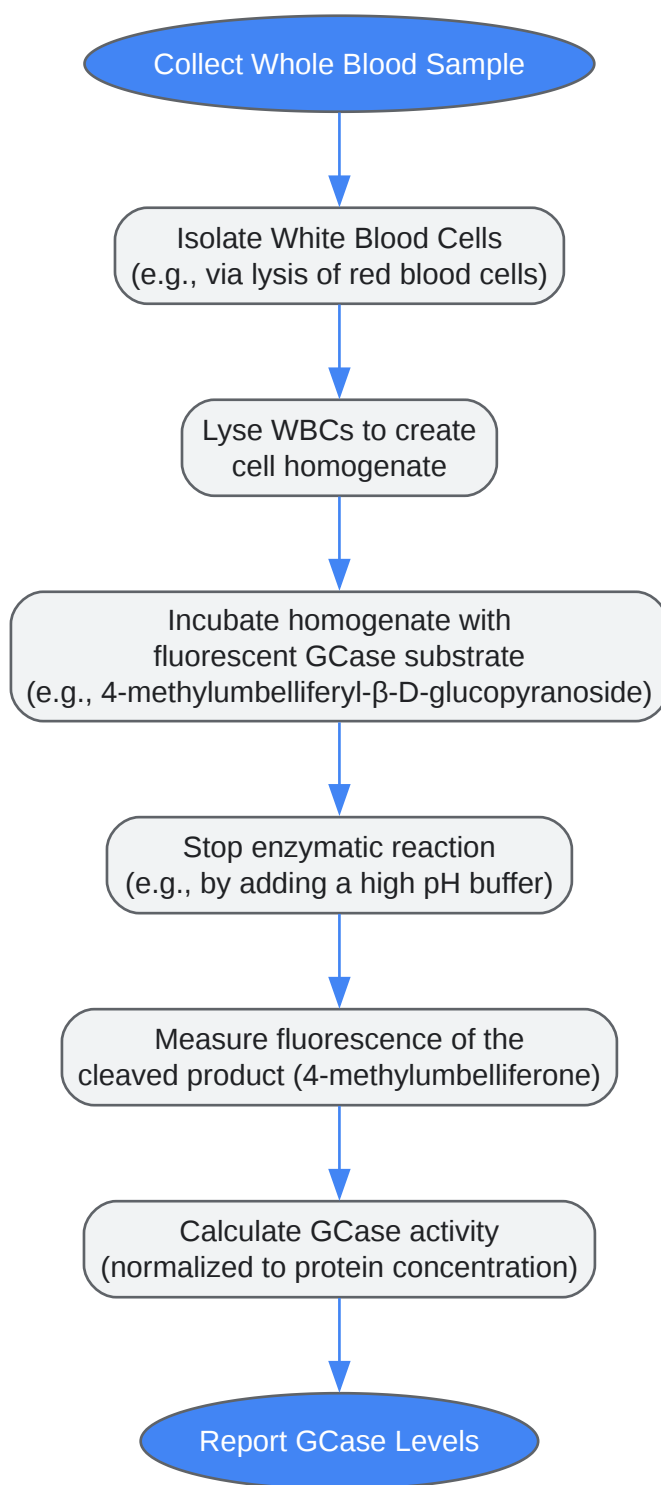 Collect Whole Blood Sample
Isolate White Blood Cells
(e.g., via lysis of red blood cells)
Lyse WBCs to create
cell homogenate
Incubate homogenate with
fluorescent GCase substrate
(e.g., 4-methylumbelliferyl-β-D-glucopyranoside)
Stop enzymatic reaction
(e.g., by adding a high pH buffer)
Measure fluorescence of the
cleaved product (4-methylumbelliferone)
Calculate GCase activity
(normalized to protein concentration)
Report GCase Levels